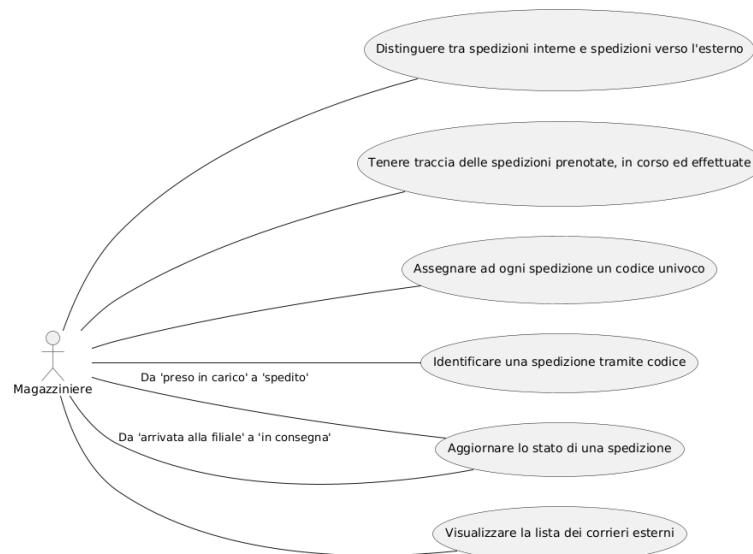 Distinguere tra spedizioni interne e spedizioni verso l'esterno
Tenere traccia delle spedizioni prenotate, in corso ed effettuate
Assegnare ad ogni spedizione un codice univoco
Identificare una spedizione tramite codice
Magazziniere
Da 'preso in carico' a 'spedito'
Da 'arrivata alla filiale' a 'in consegna'
Aggiornare lo stato di una spedizione
Visualizzare la lista dei corrieri esterni